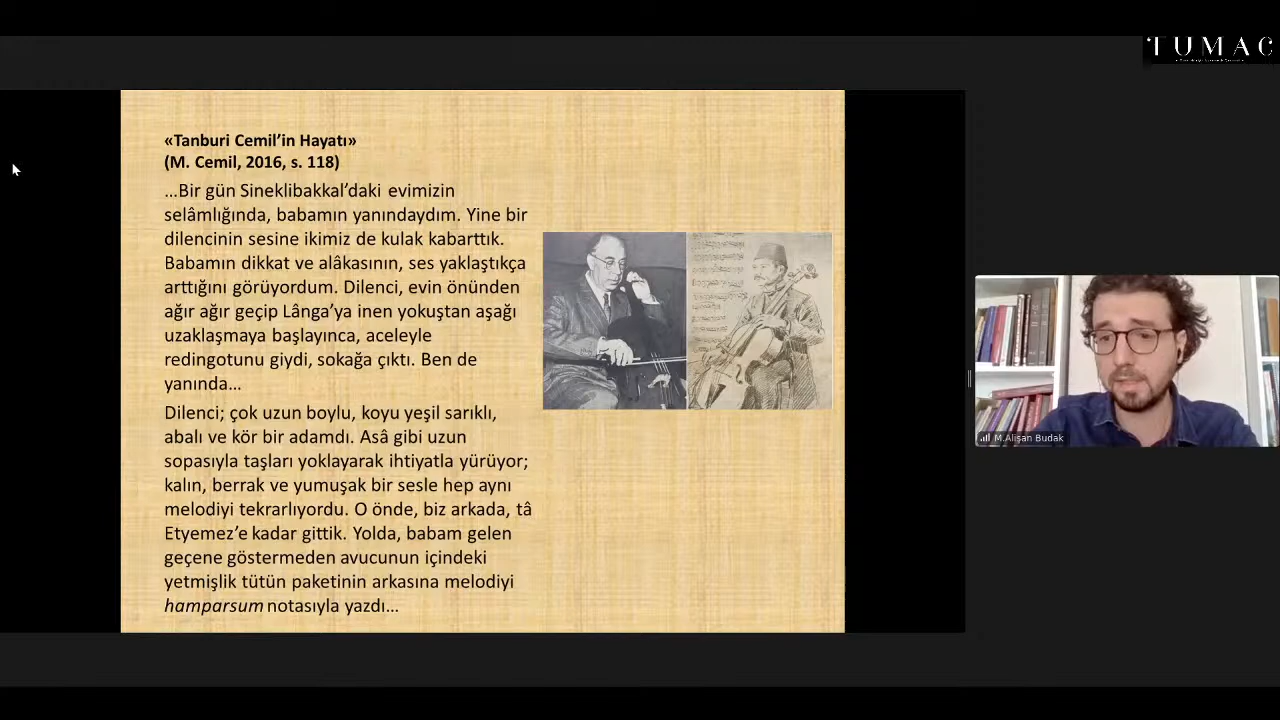 TUMAC
«Tanburi Cemil’in Hayatı»
(M. Cemil, 2016, s. 118)
…Bir gün Sineklibakkal’daki evimizin
selâmlığında, babamın yanındaydım. Yine bir
dilencinin sesine ikimiz de kulak kabarttık.
Babamın dikkat ve alâkasının, ses yaklaştıkça
arttığını görüyordum. Dilenci, evin önünden
ağır ağır geçip Lânga’ya inen yokuştan aşağı
uzaklaşmaya başlayınca, aceleyle
redingotunu giydi, sokağa çıktı. Ben de
yanında…
Dilenci; çok uzun boylu, koyu yeşil sarıklı,
abalı ve kör bir adamdı. Asâ gibi uzun
sopasıyla taşları yoklayarak ihtiyatla yürüyor;
kalın, berrak ve yumuşak bir sesle hep aynı
melodiyi tekrarlıyordu. O önde, biz arkada, tâ
Etyemez’e kadar gittik. Yolda, babam gelen
geçene göstermeden avucunun içindeki
yetmişlik tütün paketinin arkasına melodiyi
hamparsum notasıyla yazdı…
M.Alişan Budak